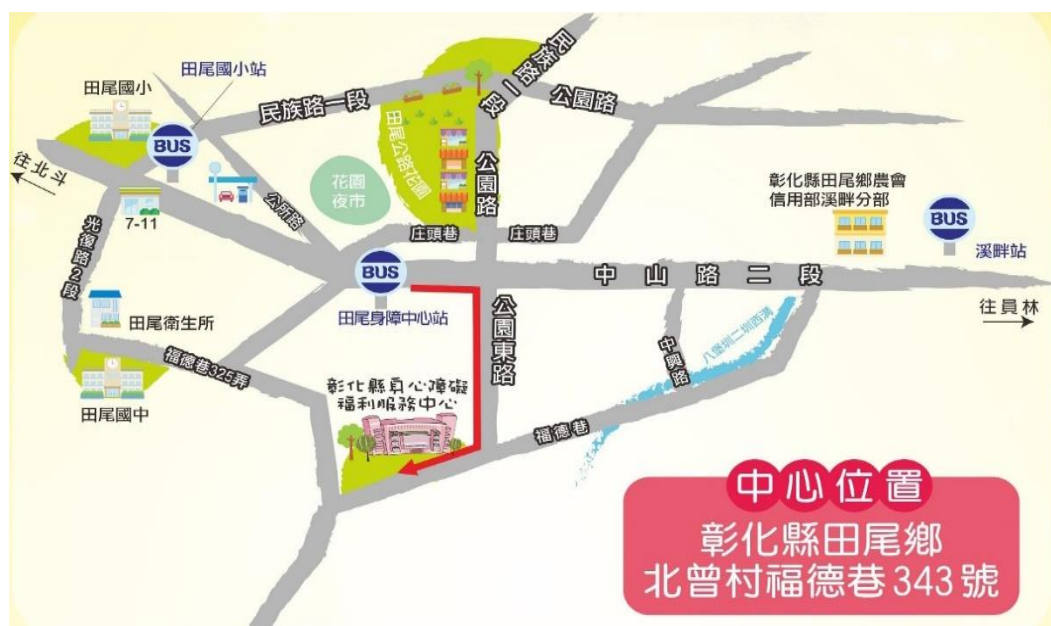 田尾國小站
田尾國小
BUS
往北斗
7-11
民族路一段
民族路一段
公園路
田尾公路花園
公園路
花園
夜市
公所路
庄頭巷
庄頭巷
彰化縣田尾鄉農會
信用部溪畔分部
BUS
溪畔站
光復路2段
BUS
田尾身障中心站
中山路二段
往員林
田尾衛生所
福德巷325弄
田尾國中
公園東路
中興路
八堡圳二圳西溝
彰化縣身心障礙
福利服務中心
福德巷
中心位置
彰化縣田尾鄉
北曾村福德巷343號